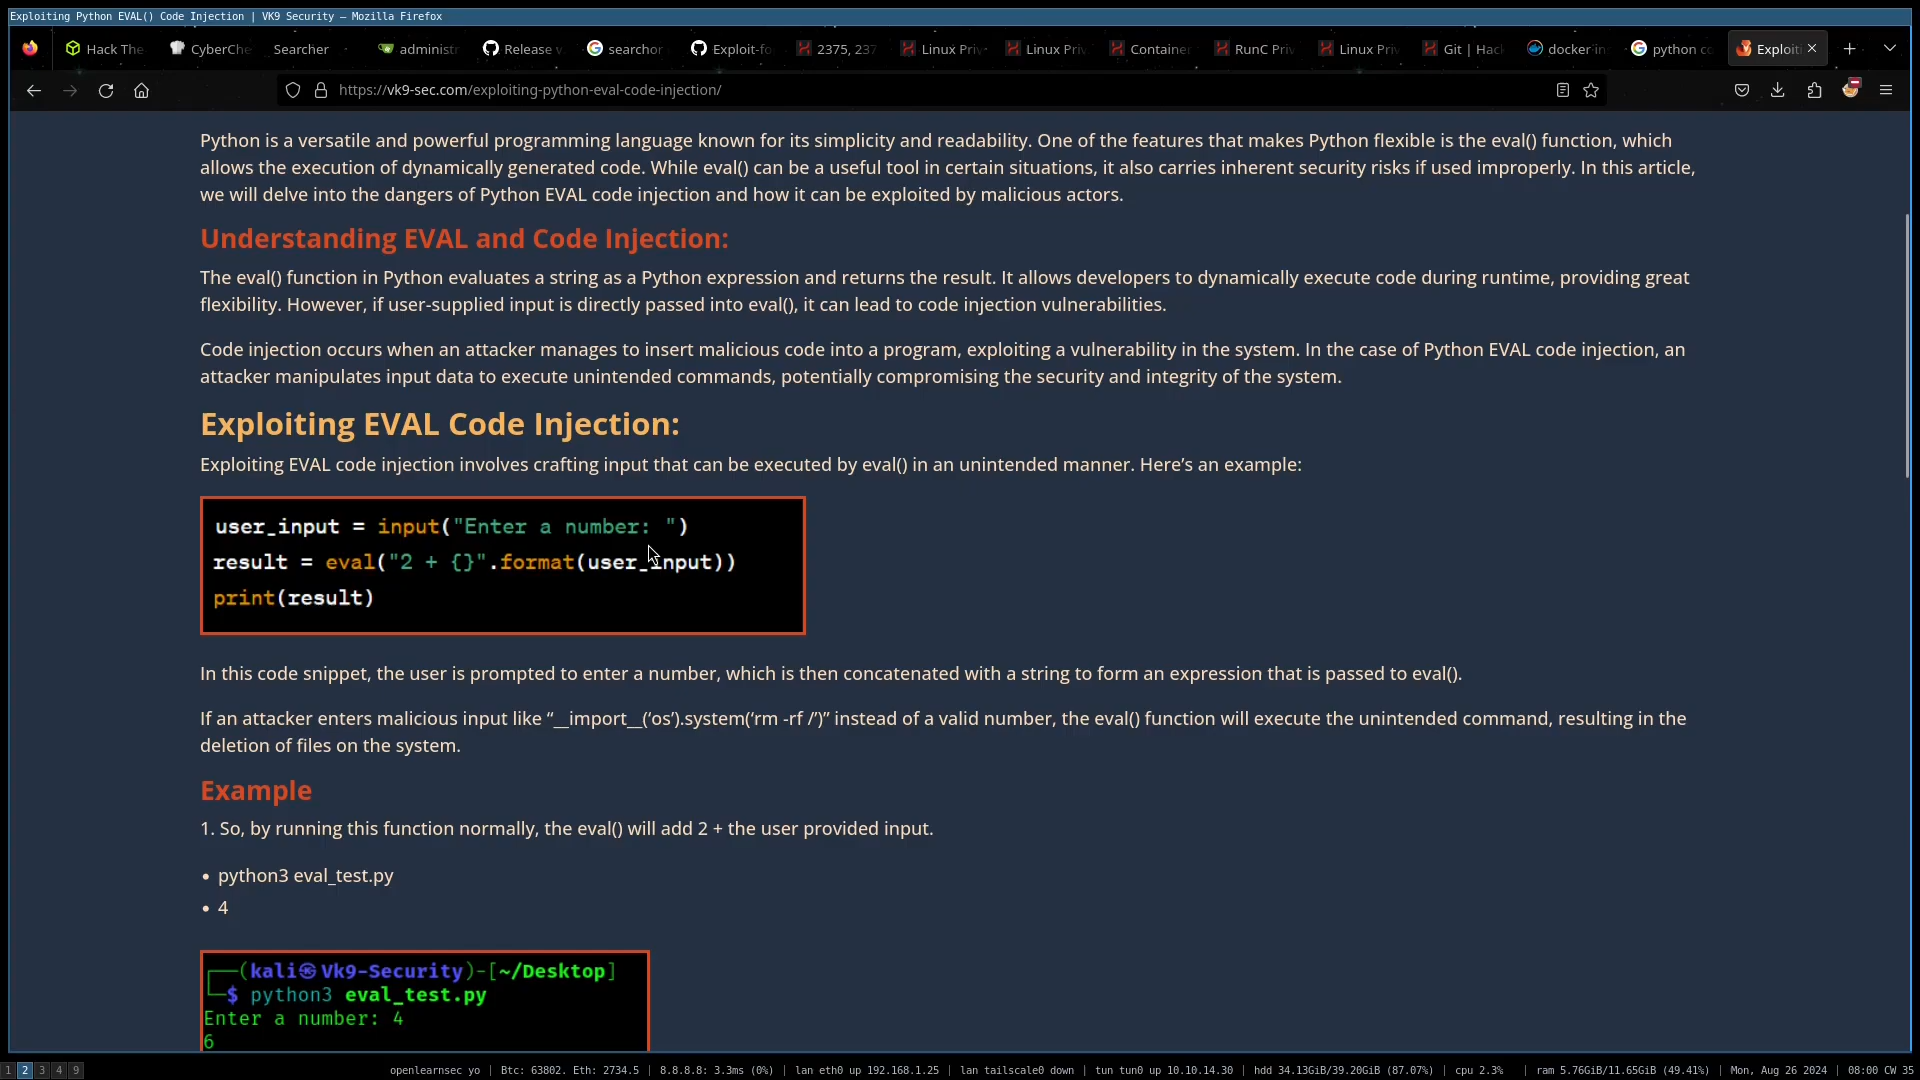 Exploiting Python EVAL() Code Injection | VK9 Security — Mozilla Firefox
Hack The CyberChe Searcher administr Release v searchor Exploit-fo 2375, 237 Linux Priv Linux Priv Container RunC Priv Linux Priv Git | Hack docker-in python co Exploiti
https://vk9-sec.com/exploiting-python-eval-code-injection/
Python is a versatile and powerful programming language known for its simplicity and readability. One of the features that makes Python flexible is the eval() function, which
allows the execution of dynamically generated code. While eval() can be a useful tool in certain situations, it also carries inherent security risks if used improperly. In this article,
we will delve into the dangers of Python EVAL code injection and how it can be exploited by malicious actors.
Understanding EVAL and Code Injection:
The eval() function in Python evaluates a string as a Python expression and returns the result. It allows developers to dynamically execute code during runtime, providing great
flexibility. However, if user-supplied input is directly passed into eval(), it can lead to code injection vulnerabilities.
Code injection occurs when an attacker manages to insert malicious code into a program, exploiting a vulnerability in the system. In the case of Python EVAL code injection, an
attacker manipulates input data to execute unintended commands, potentially compromising the security and integrity of the system.
Exploiting EVAL Code Injection:
Exploiting EVAL code injection involves crafting input that can be executed by eval() in an unintended manner. Here’s an example:
user_input = input("Enter a number: ")
result = eval("2 + {}".format(user_input))
print(result)
In this code snippet, the user is prompted to enter a number, which is then concatenated with a string to form an expression that is passed to eval().
If an attacker enters malicious input like “__import__(‘os’).system(‘rm -rf /’)” instead of a valid number, the eval() function will execute the unintended command, resulting in the
deletion of files on the system.
Example
1. So, by running this function normally, the eval() will add 2 + the user provided input.
• python3 eval_test.py
• 4
┌──(kali㉿Vk9-Security)-[~/Desktop]
└─$ python3 eval_test.py
Enter a number: 4
6
1 2 3 4 9 openlearnsec yo | Btc: 63802. Eth: 2734.5 | 8.8.8.8: 3.3ms (0%) | lan eth0 up 192.168.1.25 | lan tailscale0 down | tun tun0 up 10.10.14.30 | hdd 34.13GiB/39.20GiB (87.07%) | cpu 2.3% | ram 5.76GiB/11.65GiB (49.41%) | Mon, Aug 26 2024 | 08:00 CW 35